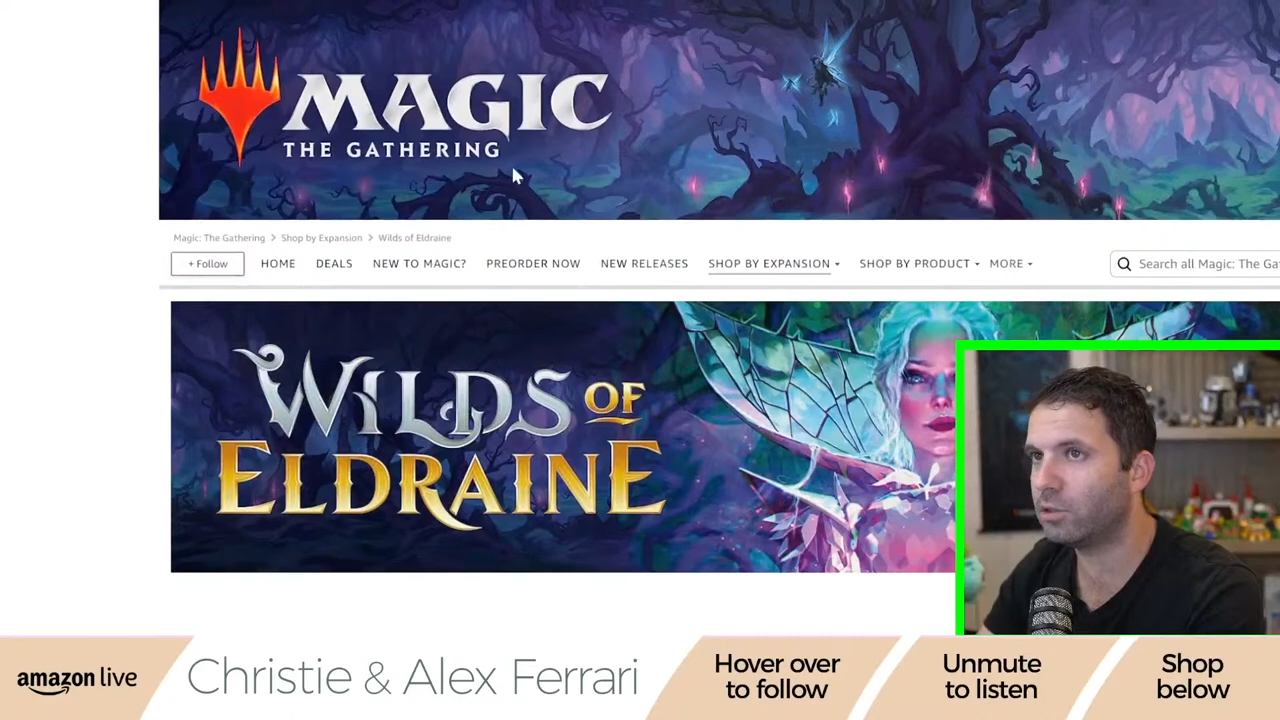 MAGIC
THE GATHERING
Magic: The Gathering > Shop by Expansion > Wilds of Eldraine
+ Follow HOME DEALS NEW TO MAGIC? PREORDER NOW NEW RELEASES SHOP BY EXPANSION SHOP BY PRODUCT MORE Search all Magic: The Gat
WILDS OF
ELDRAINE
amazon live
Christie & Alex Ferrari
Hover over
to follow
Unmute
to listen
Shop
below